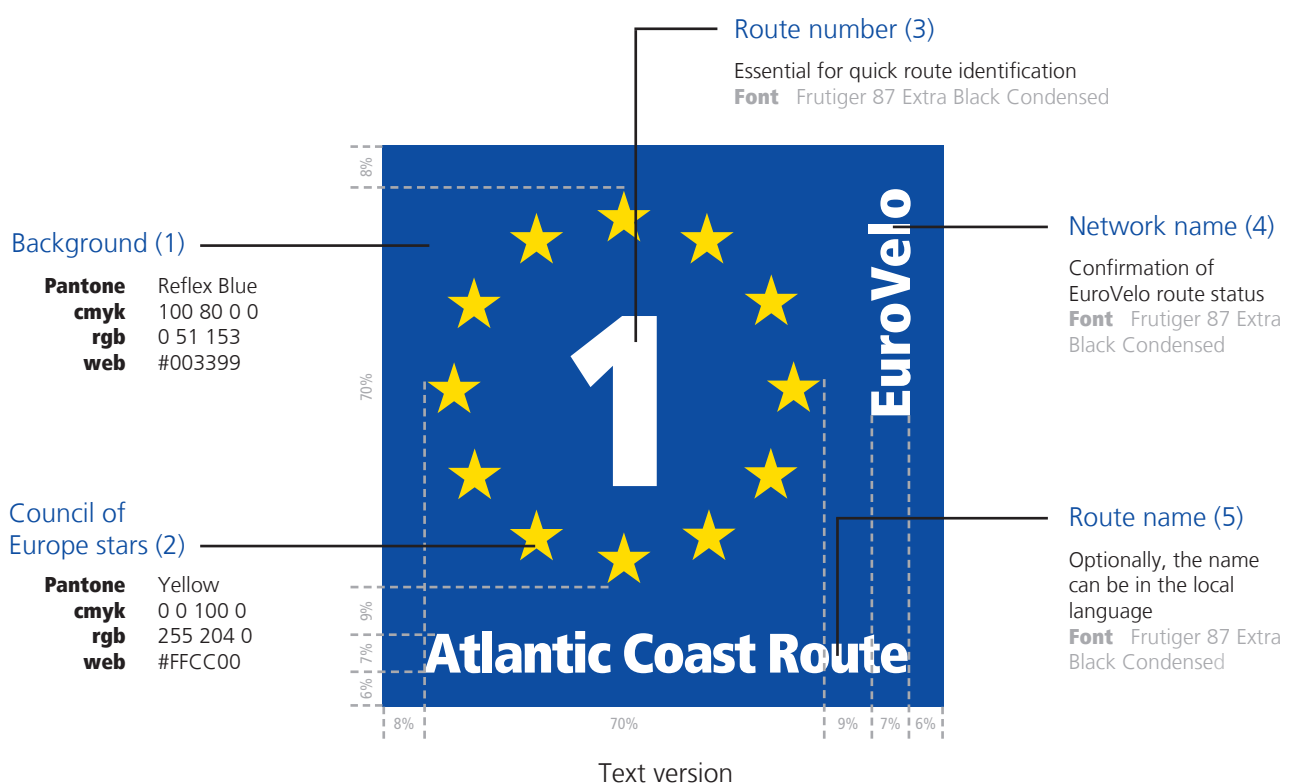 Route number (3)
Essential for quick route identification
Font Frutiger 87 Extra Black Condensed
Background (1)
Pantone Reflex Blue
cmyk 100 80 0 0
rgb 0 51 153
web #003399
Council of
Europe stars (2)
Pantone Yellow
cmyk 0 0 100 0
rgb 255 204 0
web #FFCC00
8%
70%
9%
7%
6%
1
EuroVelo
Atlantic Coast Route
8%
70%
9%
7%
6%
Network name (4)
Confirmation of
EuroVelo route status
Font Frutiger 87 Extra
Black Condensed
Route name (5)
Optionally, the name
can be in the local
language
Font Frutiger 87 Extra
Black Condensed
Text version